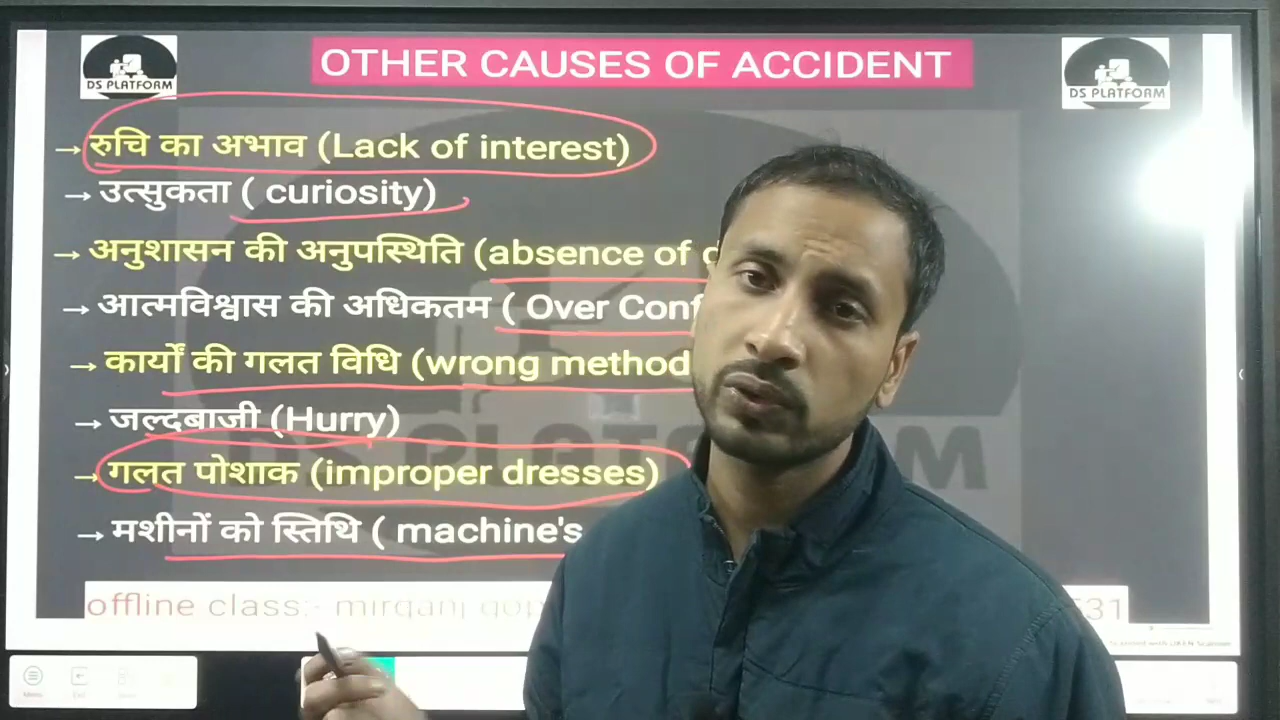 OTHER CAUSES OF ACCIDENT
DS PLATFORM
DS PLATFORM
→ रुचि का अभाव (Lack of interest)
→ उत्सुकता ( curiosity)
→ अनुशासन की अनुपस्थिति (absence of
→ आत्मविश्वास की अधिकतम ( Over
→ कार्यों की गलत विधि (wrong method
→ जल्दबाजी (Hurry)
→ गलत पोशाक (improper dresses)
→ मशीनों को स्तिथि ( machine's
offline class:- mirganj
531
Menu